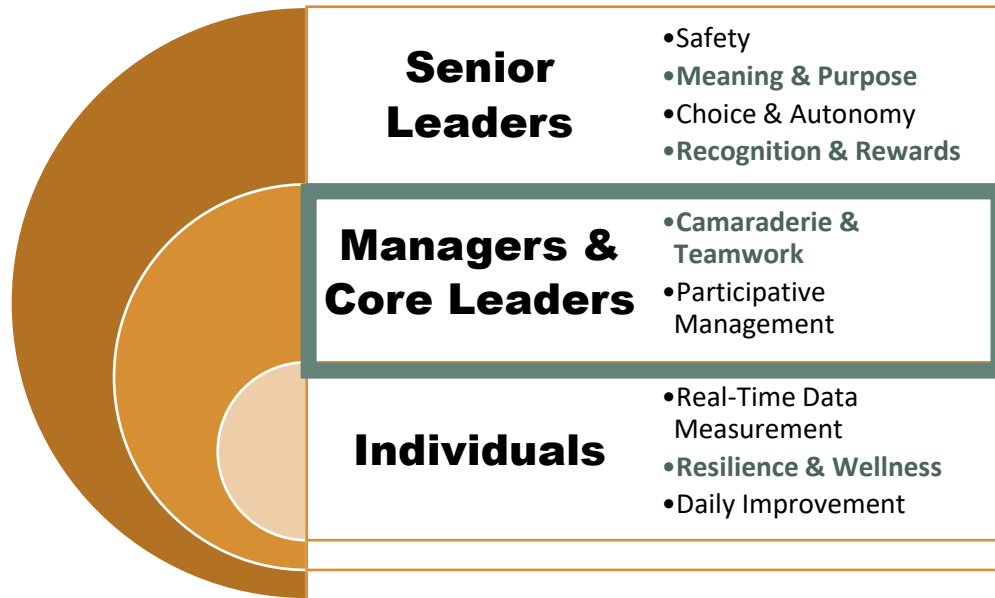 Senior
Leaders
•Safety
•Meaning & Purpose
•Choice & Autonomy
•Recognition & Rewards
Managers &
Core Leaders
•Camaraderie &
Teamwork
•Participative
Management
Individuals
•Real-Time Data
Measurement
•Resilience & Wellness
•Daily Improvement